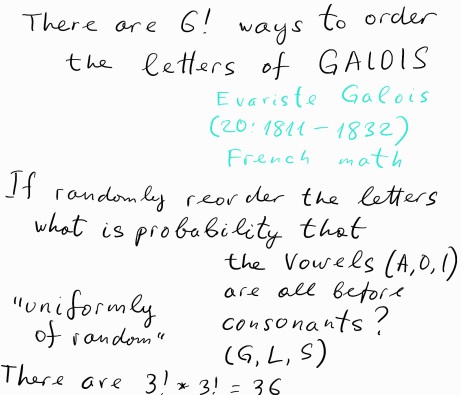 There are 6! ways to order
the letters of GALOIS
Evariste Galois
(20: 1811 - 1832)
French math
If randomly reorder the letters
what is probability that
the Vowels (A, O, I)
are all before
consonants?
(G, L, S)
"uniformly
of random"
There are 3! * 3! = 36